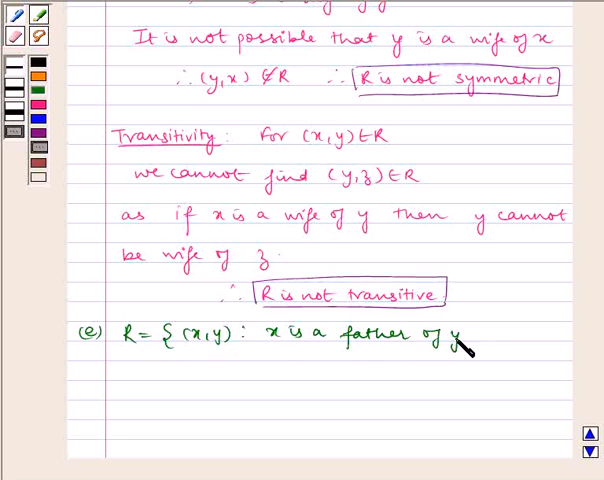 It is not possible that y is a wife of x
∴ (y,x) ∉ R ∴ R is not symmetric
Transitivity: For (x,y) ∈ R
we cannot find (y,z) ∈ R
as if x is a wife of y then y cannot
be wife of z.
∴ R is not transitive.
(e) R = { (x,y) : x is a father of y